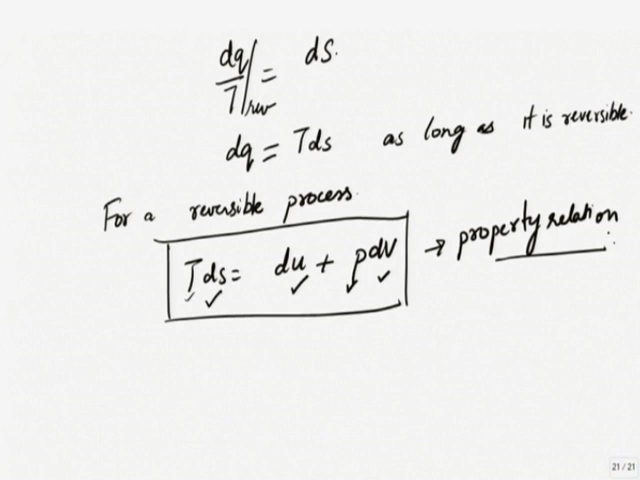 dq/T|rev = ds.
dq = Tds as long as it is reversible.
For a reversible process.
Tds = du + pdv → property relation
21 / 21